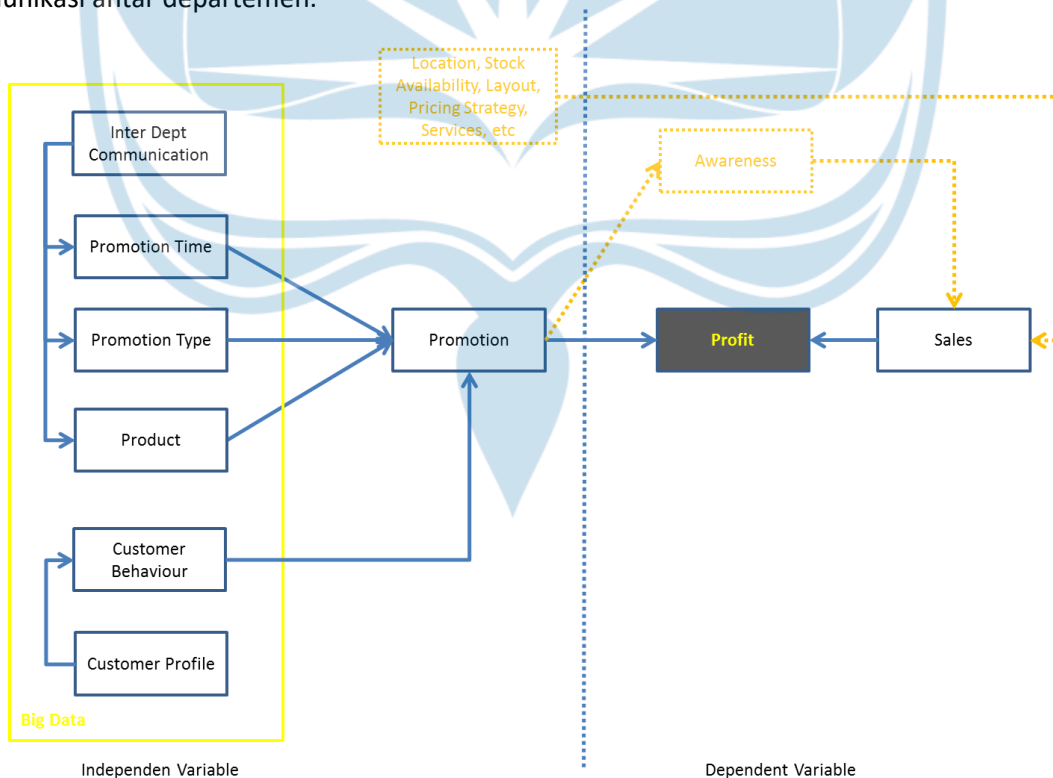 antar departemen.
Location, Stock
Availability, Layout,
Pricing Strategy,
Services, etc
Inter Dept
Communication
Awareness
Promotion Time
Promotion Type
Promotion
Profit
Sales
Product
Customer
Behaviour
Customer Profile
Big Data
Independen Variable
Dependent Variable